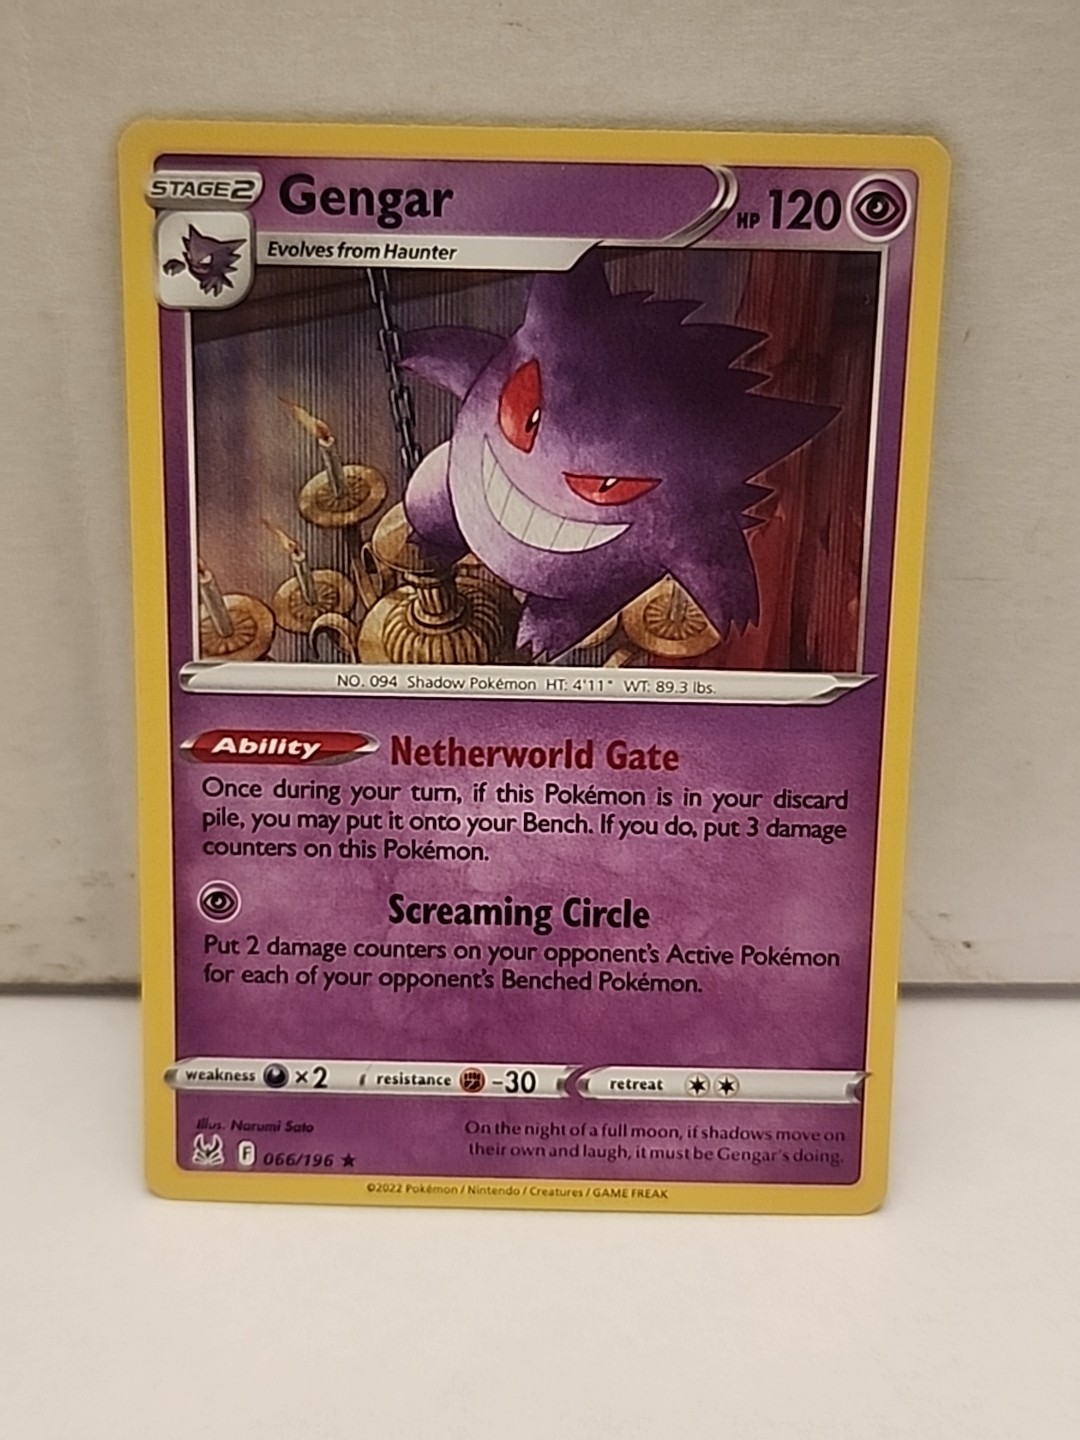 STAGE2
Gengar
HP 120
Evolves from Haunter
NO. 094 Shadow Pokémon HT: 4'11" WT: 89.3 lbs.
Ability Netherworld Gate
Once during your turn, if this Pokémon is in your discard
pile, you may put it onto your Bench. If you do, put 3 damage
counters on this Pokémon.
Screaming Circle
Put 2 damage counters on your opponent's Active Pokémon
for each of your opponent's Benched Pokémon.
weakness ×2 resistance -30 retreat
Illus. Narumi Sato
F 066/196 ★
On the night of a full moon, if shadows move on
their own and laugh, it must be Gengar's doing.
©2022 Pokémon / Nintendo / Creatures / GAME FREAK